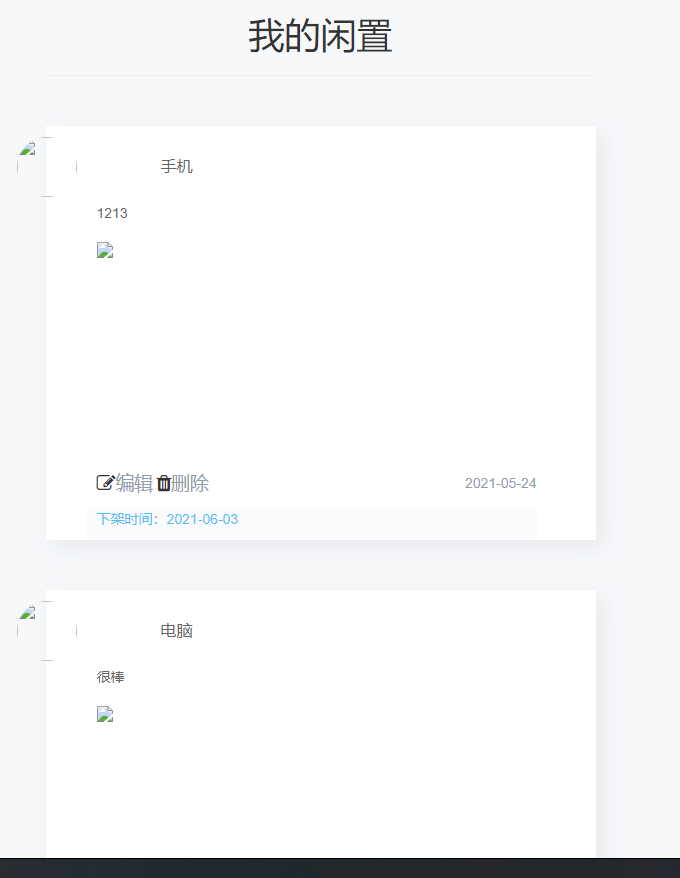 我的闲置
手机
1213
编辑 删除 2021-05-24
下架时间：2021-06-03
电脑
很棒